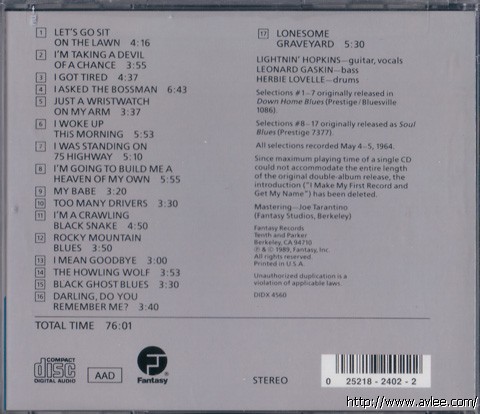 1 LET'S GO SIT
ON THE LAWN 4:16
2 I'M TAKING A DEVIL
OF A CHANCE 3:55
3 I GOT TIRED 4:37
4 I ASKED THE BOSSMAN 6:43
5 JUST A WRISTWATCH
ON MY ARM 3:37
6 I WOKE UP
THIS MORNING 5:53
7 I WAS STANDING ON
75 HIGHWAY 5:10
8 I'M GOING TO BUILD ME A
HEAVEN OF MY OWN 5:55
9 MY BABE 3:20
10 TOO MANY DRIVERS 3:30
11 I'M A CRAWLING
BLACK SNAKE 4:50
12 ROCKY MOUNTAIN
BLUES 3:50
13 I MEAN GOODBYE 3:00
14 THE HOWLING WOLF 3:53
15 BLACK GHOST BLUES 3:30
16 DARLING, DO YOU
REMEMBER ME? 3:40
17 LONESOME
GRAVEYARD 5:30
LIGHTNIN' HOPKINS—guitar, vocals
LEONARD GASKIN—bass
HERBIE LOVELLE—drums
Selections #1–7 originally released in
Down Home Blues (Prestige/Bluesville
1086).
Selections #8–17 originally released as Soul
Blues (Prestige 7377).
All selections recorded May 4–5, 1964.
Since maximum playing time of a single CD
could not accommodate the entire length
of the original double-album release, the
introduction ("I Make My First Record and
Get My Name") has been deleted.
Mastering—Joe Tarantino
(Fantasy Studios, Berkeley)
Fantasy Records
Tenth and Parker
Berkeley, CA 94710
℗ & © 1989, Fantasy, Inc.
All rights reserved
Printed in U.S.A.
Unauthorized duplication is a
violation of applicable laws.
DIDX 4560
TOTAL TIME 76:01
COMPACT
disc
DIGITAL AUDIO
AAD
Fantasy
STEREO
0 25218-2402-2
http://www.avlee.com/